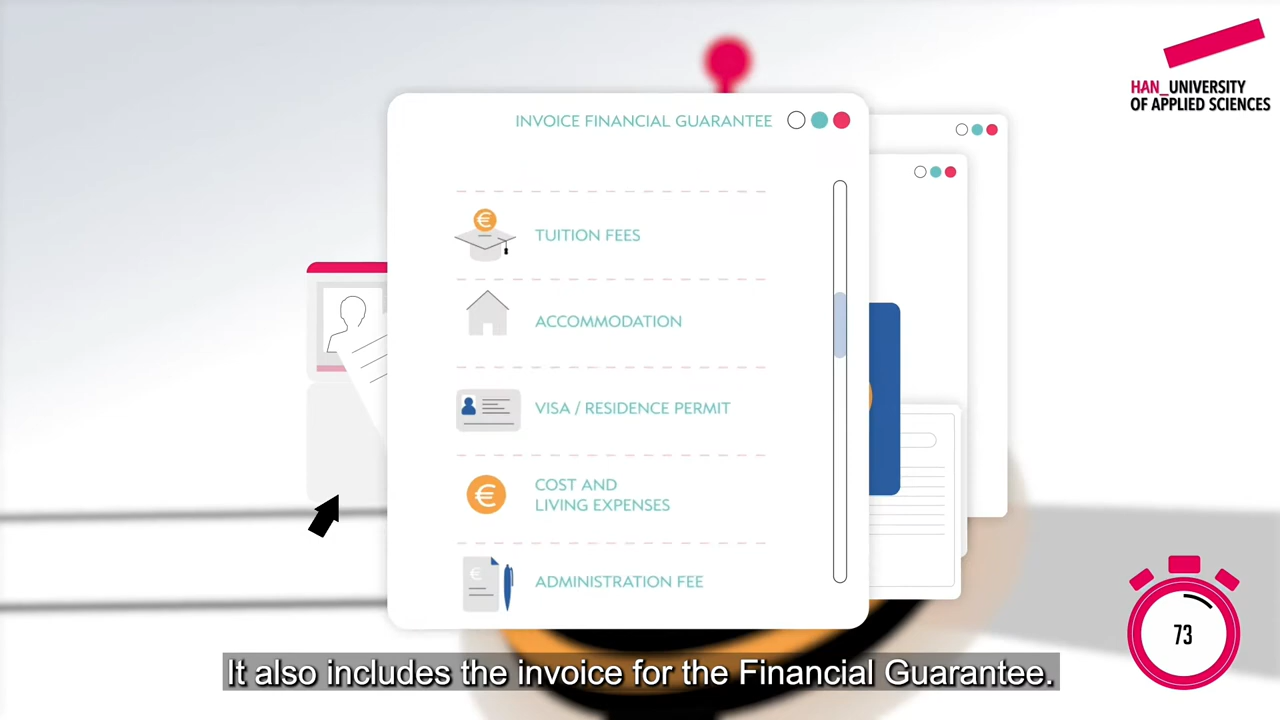 HAN_UNIVERSITY
OF APPLIED SCIENCES
INVOICE FINANCIAL GUARANTEE
€
TUITION FEES
ACCOMMODATION
VISA / RESIDENCE PERMIT
€
COST AND
LIVING EXPENSES
€
ADMINISTRATION FEE
73
It also includes the invoice for the Financial Guarantee.